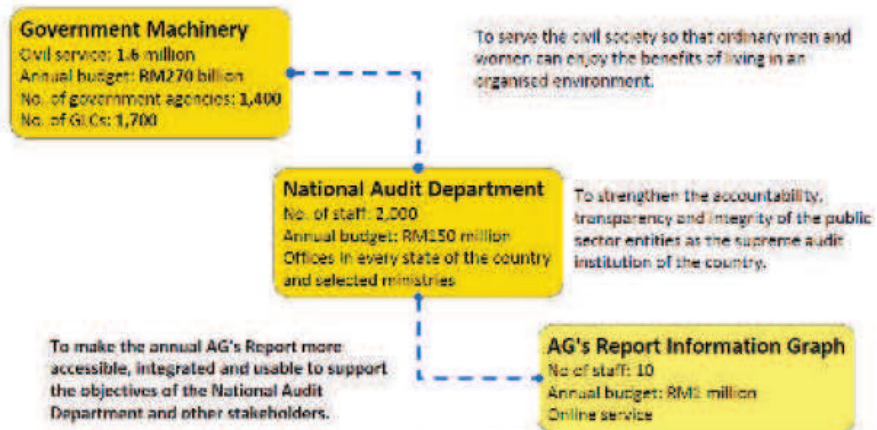 Government Machinery
Civil service: 1.6 million
Annual budget: RM270 billion
No. of government agencies: 1,400
No. of GLCs: 1,700
To serve the civil society so that ordinary men and
women can enjoy the benefits of living in an
organised environment.
National Audit Department
No. of staff: 2,000
Annual budget: RM150 million
Offices in every state of the country
and selected ministries
To strengthen the accountability,
transparency and integrity of the public
sector entities as the supreme audit
institution of the country.
To make the annual AG's Report more
accessible, integrated and usable to support
the objectives of the National Audit
Department and other stakeholders.
AG's Report Information Graph
No of staff: 10
Annual budget: million
Online service